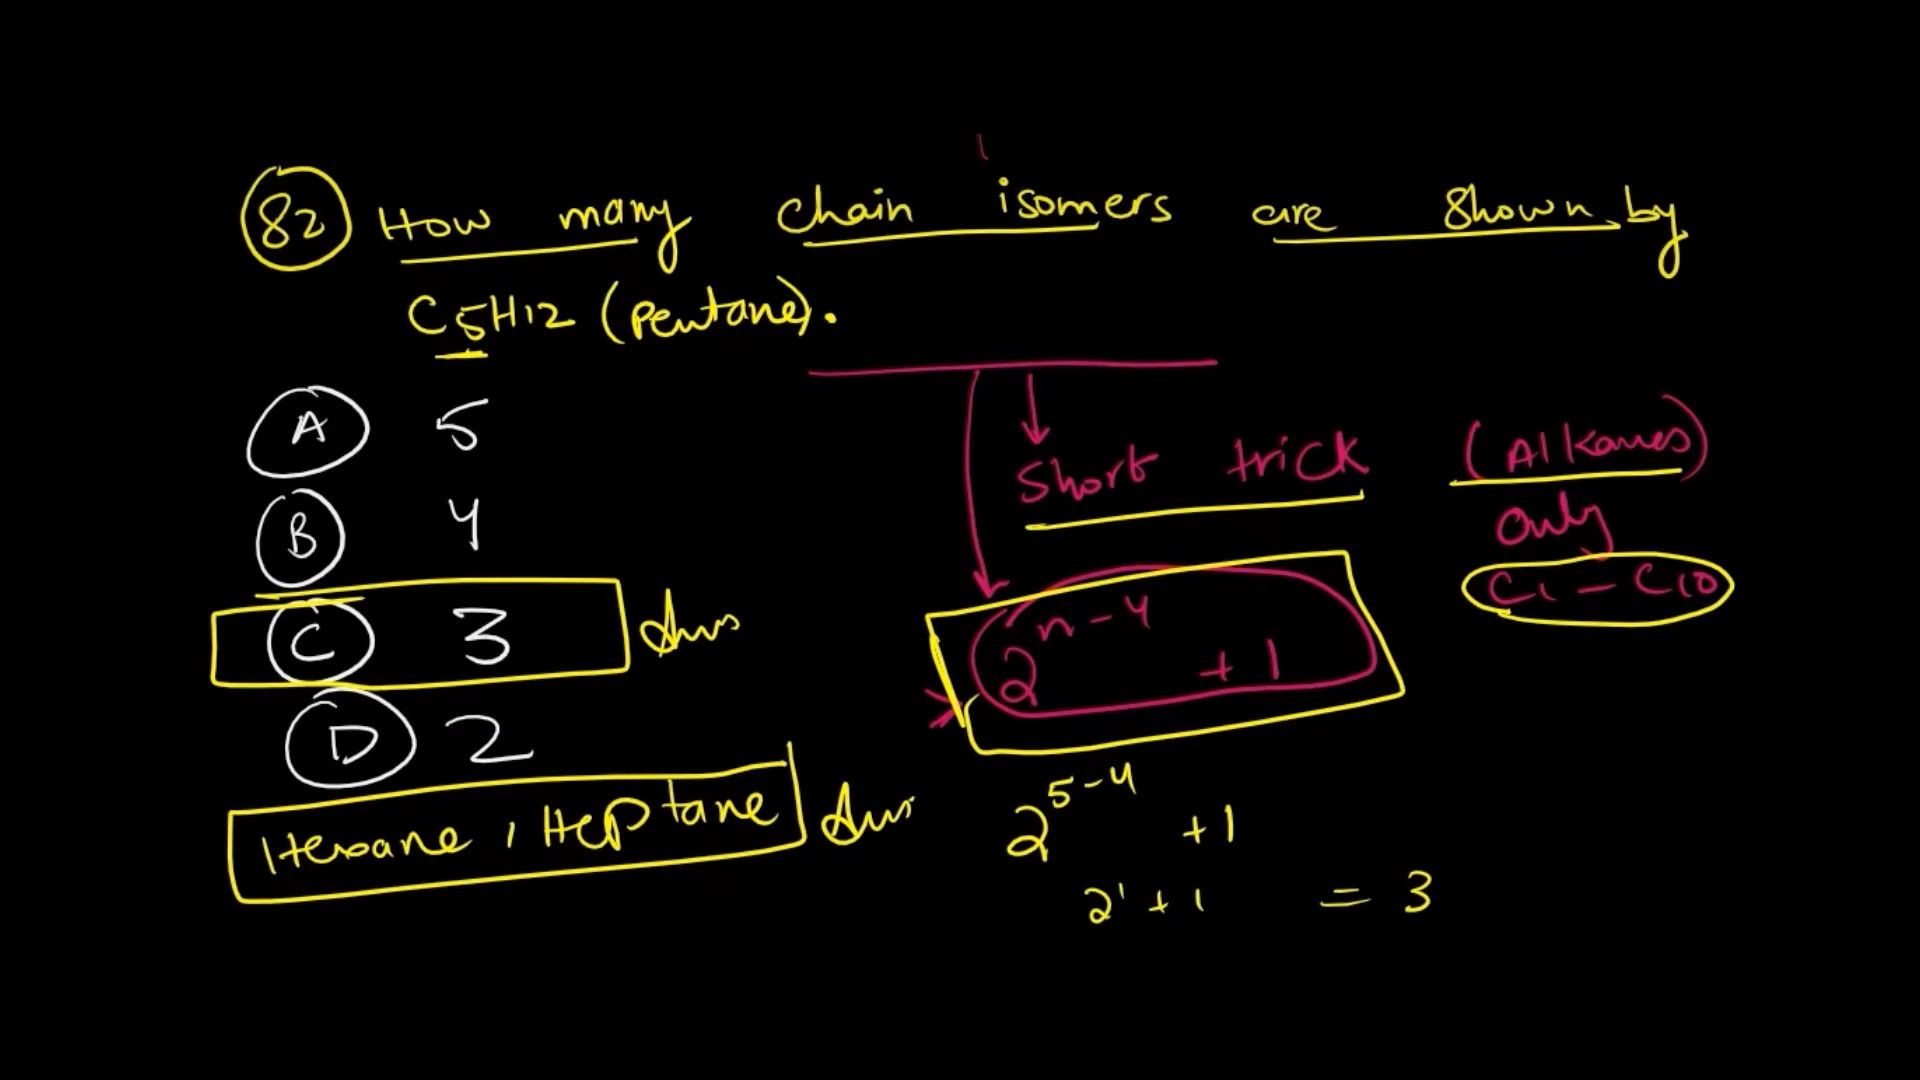 82 How many chain isomers are shown by
C5H12 (pentane).
A 5
B 4
C 3 Ans
D 2
Hexane, Heptane Ans
Short trick (Alkanes)
only
C1 - C10
2^n-4 + 1
2^5-4 + 1
2^1 + 1 = 3